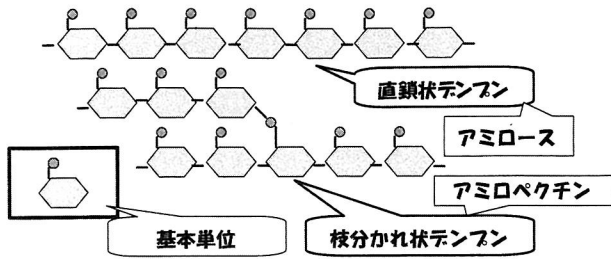 直鎖状デンプン
アミロース
アミロペクチン
基本単位
枝分かれ状デンプン